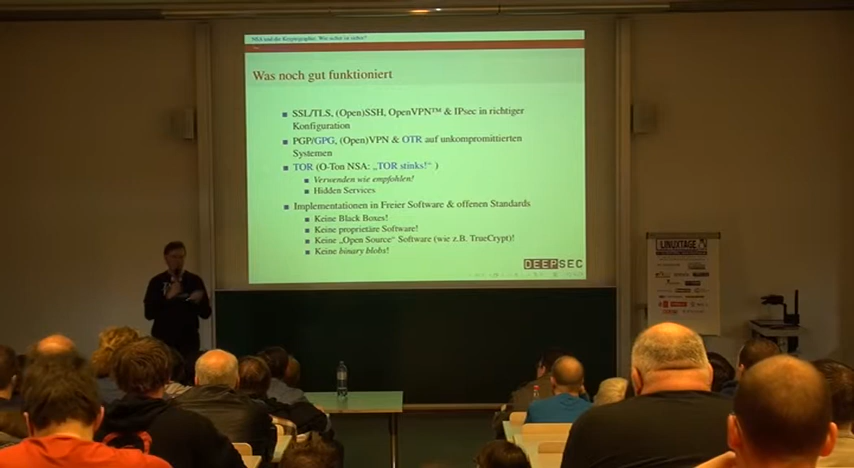 NSA und die Kryptographie. Wie sicher ist sicher?
Was noch gut funktioniert
SSL/TLS, (Open)SSH, OpenVPN™ & IPsec in richtiger
Konfiguration
PGP/GPG, (Open)VPN & OTR auf unkompromittierten
Systemen
TOR (O-Ton NSA: „TOR stinks!“ )
Verwenden wie empfohlen!
Hidden Services
Implementationen in Freier Software & offenen Standards
Keine Black Boxes!
Keine proprietäre Software!
Keine „Open Source“ Software (wie z.B. TrueCrypt)!
Keine binary blobs!
DEEPSEC
LINUXTAGE